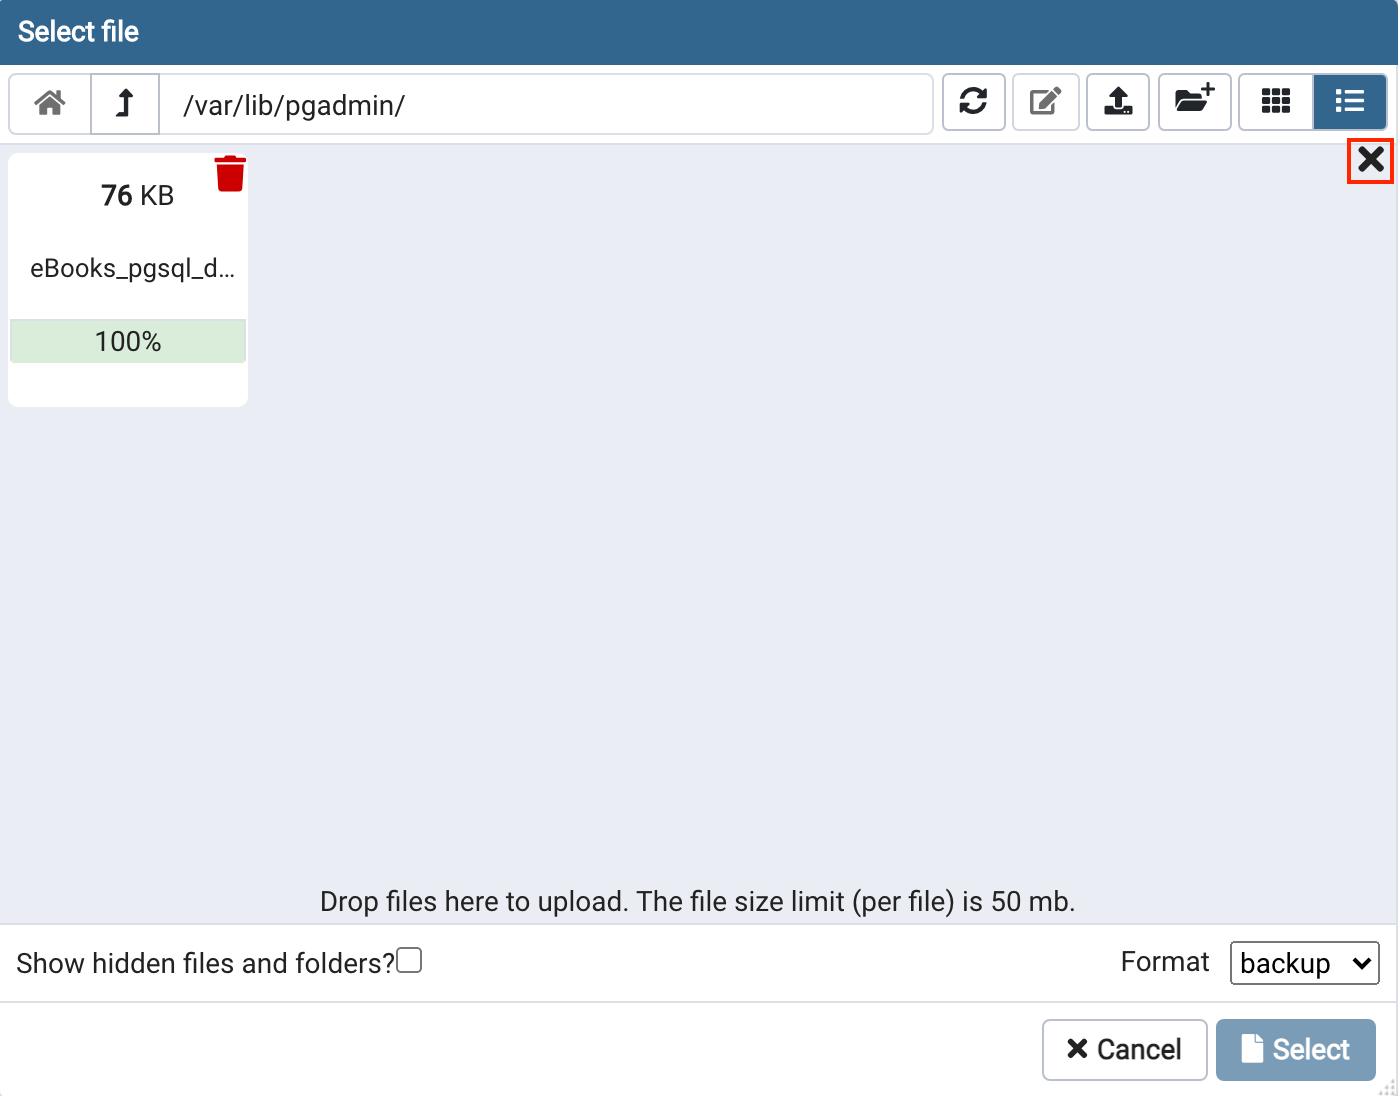 Select file
/var/lib/pgadmin/
76 KB
eBooks_pgsql_d...
100%
Drop files here to upload. The file size limit (per file) is 50 mb.
Show hidden files and folders?
Format backup
Cancel Select